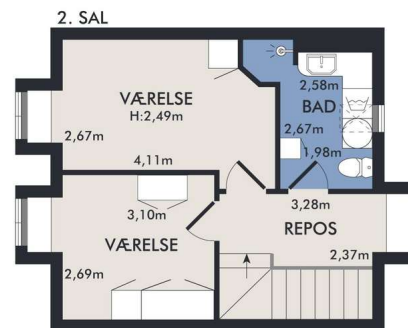 2. SAL
VÆRELSE
H:2,49m
2,67m
4,11m
2,58m
BAD
2,67m
1,98m
3,10m
VÆRELSE
2,69m
3,28m
REPOS
2,37m